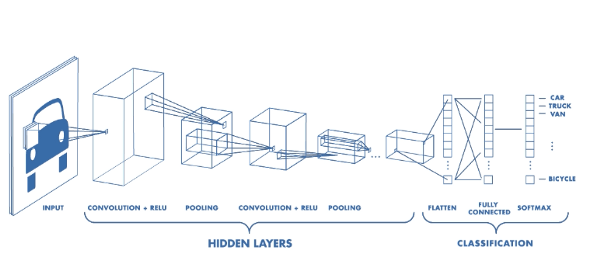 CAR
TRUCK
VAN
BICYCLE
INPUT
CONVOLUTION + RELU
POOLING
CONVOLUTION + RELU
POOLING
FLATTEN
FULLY
CONNECTED
SOFTMAX
HIDDEN LAYERS
CLASSIFICATION